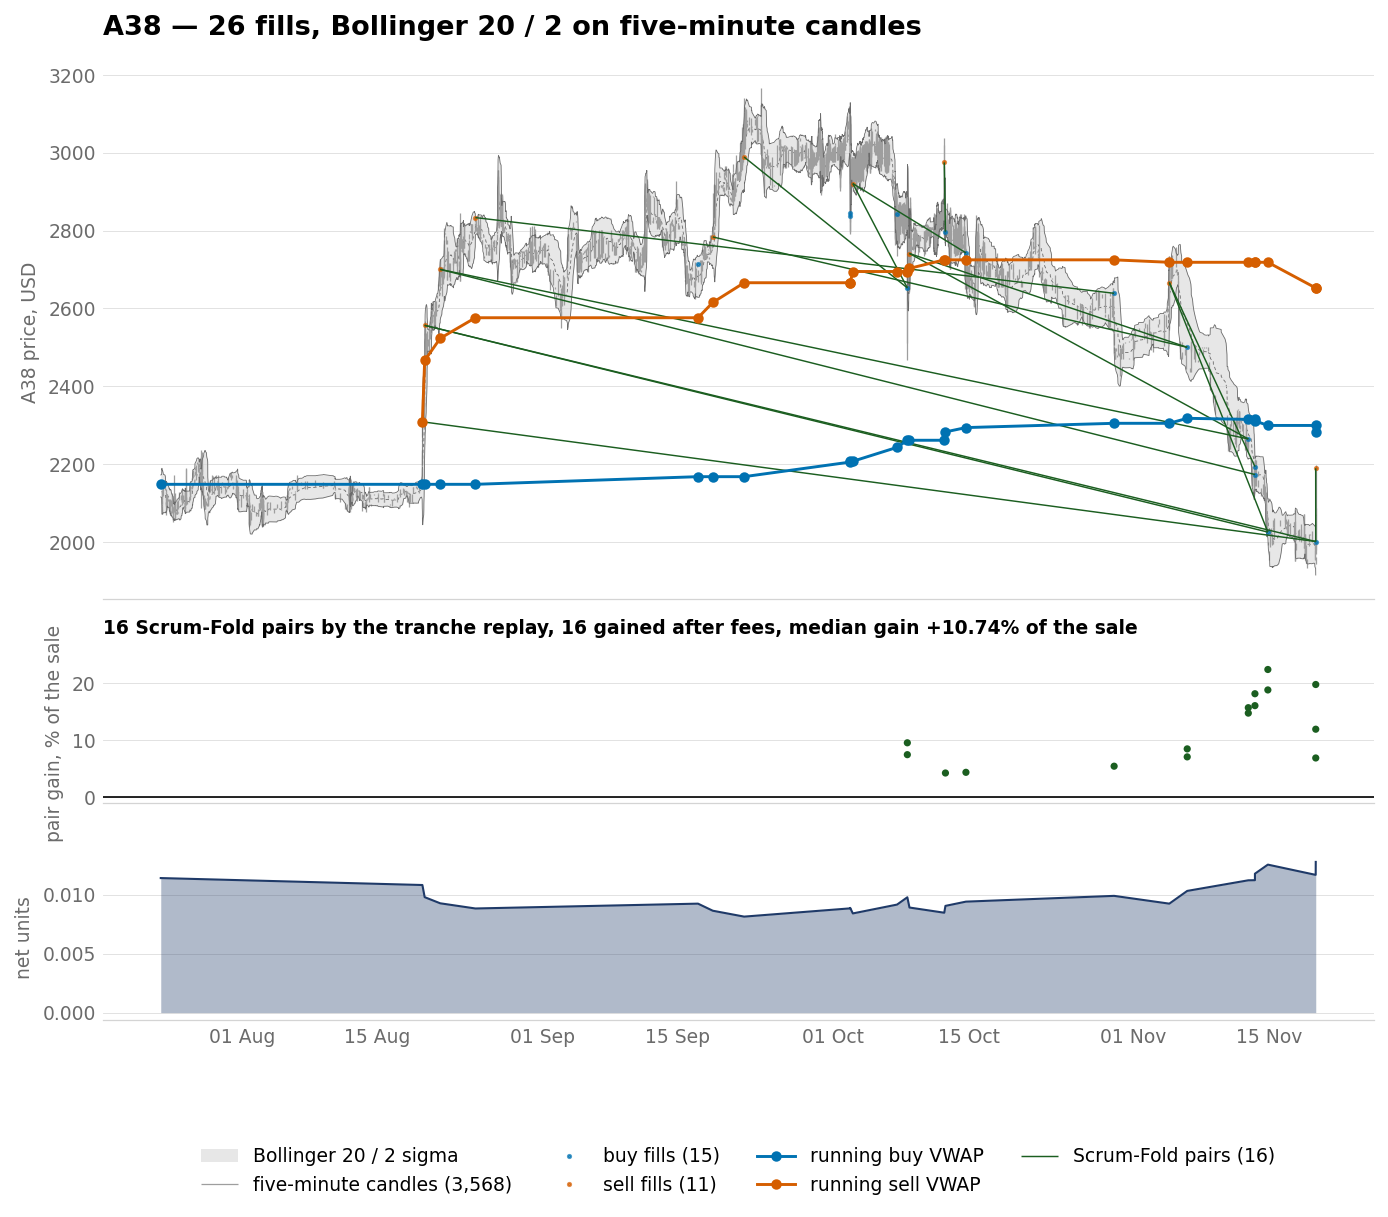 A38 — 26 fills, Bollinger 20 / 2 on five-minute candles
A38 price, USD
3200
3000
2800
2600
2400
2200
2000
16 Scrum-Fold pairs by the tranche replay, 16 gained after fees, median gain +10.74% of the sale
pair gain, % of the sale
20
10
0
net units
0.010
0.005
0.000
01 Aug
15 Aug
01 Sep
15 Sep
01 Oct
15 Oct
01 Nov
15 Nov
Bollinger 20 / 2 sigma
five-minute candles (3,568)
buy fills (15)
sell fills (11)
running buy VWAP
running sell VWAP
Scrum-Fold pairs (16)